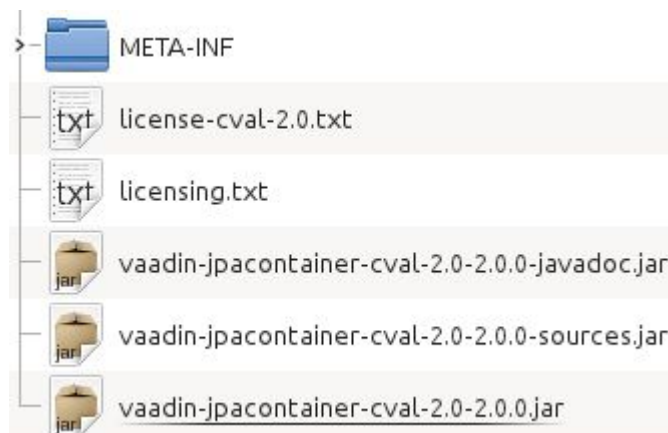 META-INF
txt license-cval-2.0.txt
txt licensing.txt
jar vaadin-jpacontainer-cval-2.0-2.0.0-javadoc.jar
jar vaadin-jpacontainer-cval-2.0-2.0.0-sources.jar
jar vaadin-jpacontainer-cval-2.0-2.0.0.jar